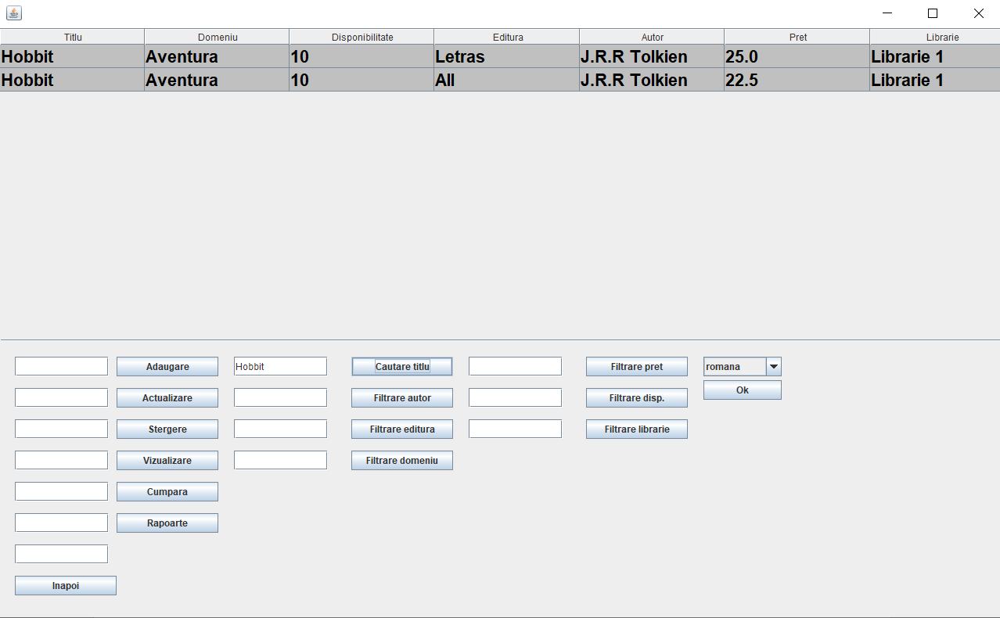 Titlu Domeniu Disponibilitate Editura Autor Pret Librarie
Hobbit Aventura 10 Letras J.R.R Tolkien 25.0 Librarie 1
Hobbit Aventura 10 All J.R.R Tolkien 22.5 Librarie 1
Adaugare Hobbit Cautare titlu Filtrare pret romana
Ok
Actualizare Filtrare autor Filtrare disp.
Stergere Filtrare editura Filtrare librarie
Vizualizare Filtrare domeniu
Cumpara
Rapoarte
Inapoi